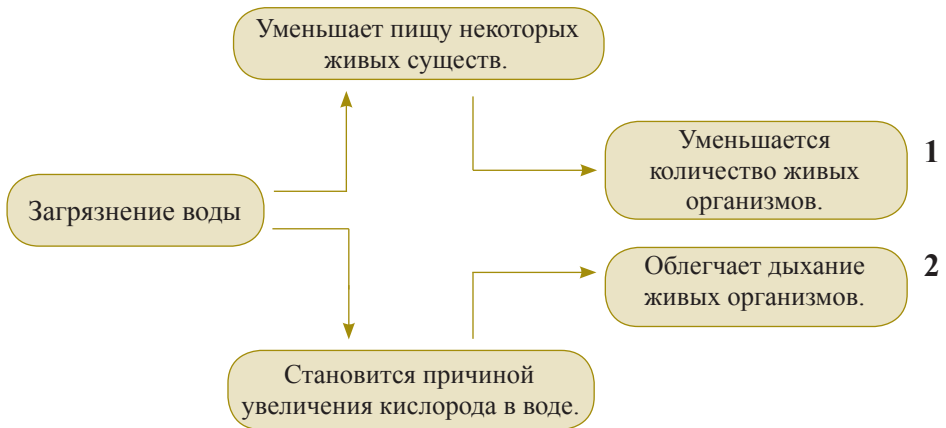 Уменьшает пищу некоторых
живых существ.
Уменьшается
количество живых
организмов.
1
Загрязнение воды
Облегчает дыхание
живых организмов.
2
Становится причиной
увеличения кислорода в воде.